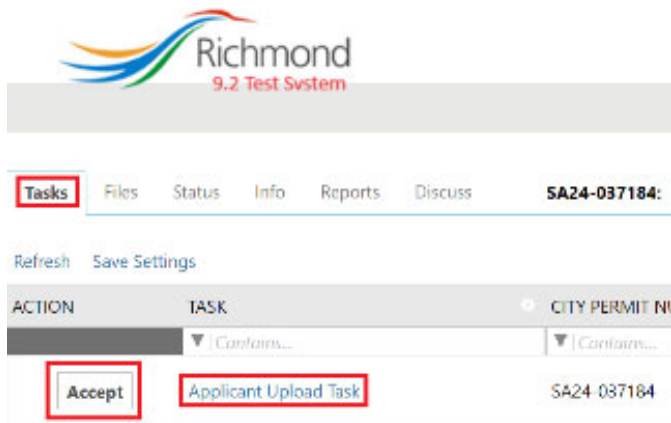 Richmond
9.2 Test System
Tasks Files Status Info Reports Discuss SA24-037184:
Refresh Save Settings
ACTION TASK CITY PERMIT NU
Contains... Contains...
Accept Applicant Upload Task SA24-037184